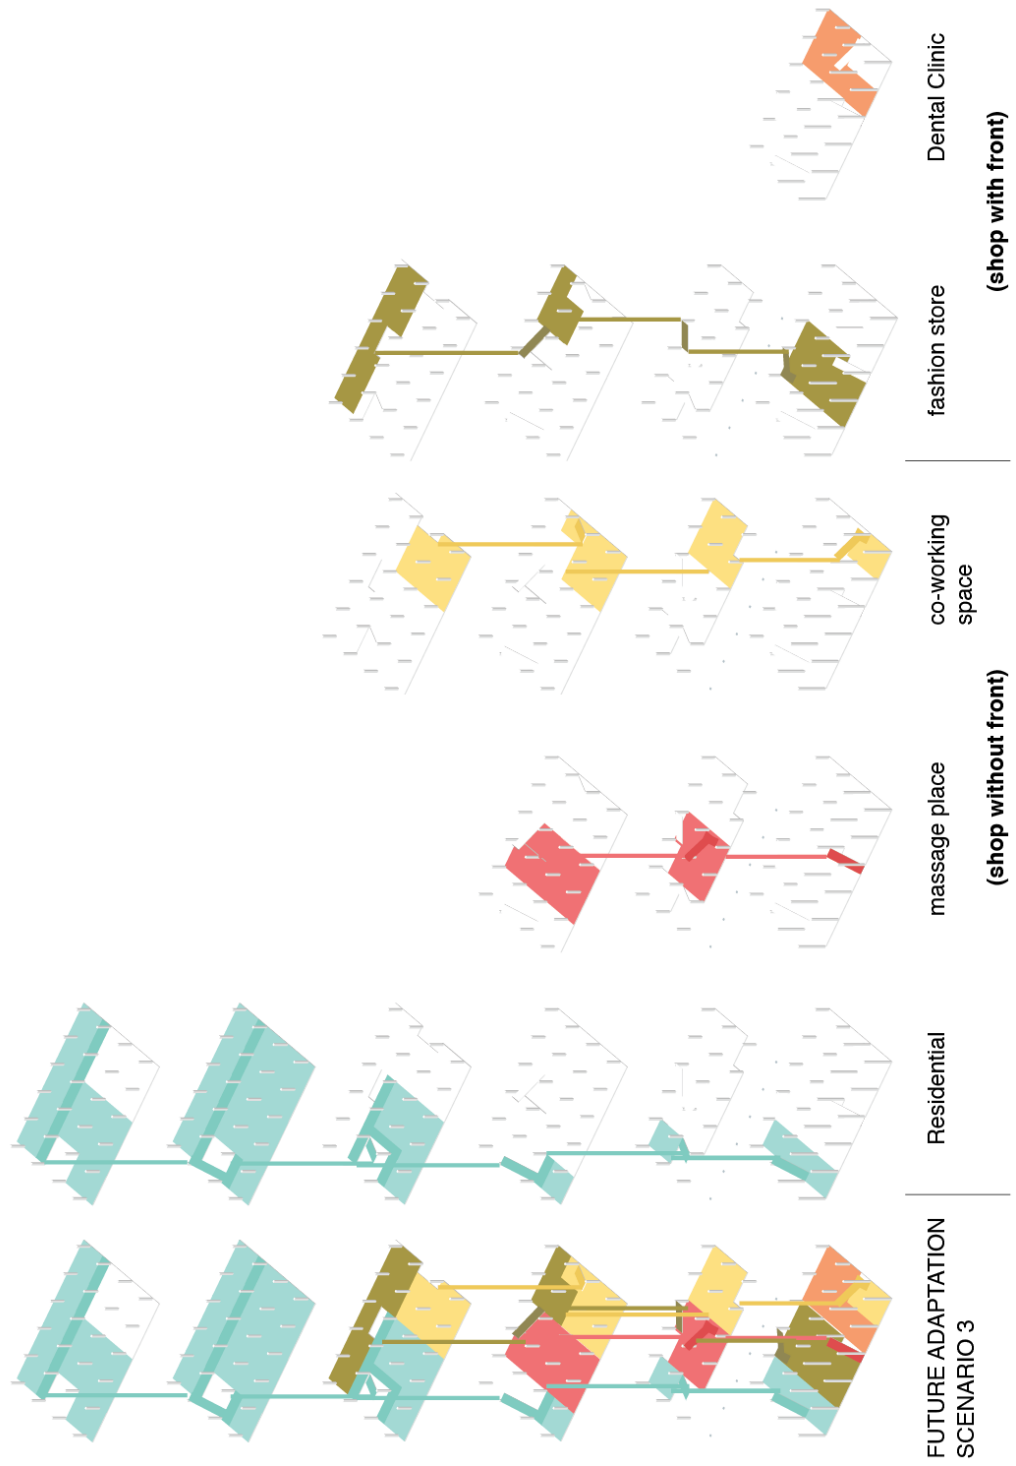 FUTURE ADAPTATION
SCENARIO 3
Residential
massage place
co-working
space
fashion store
Dental Clinic
(shop without front)
(shop with front)